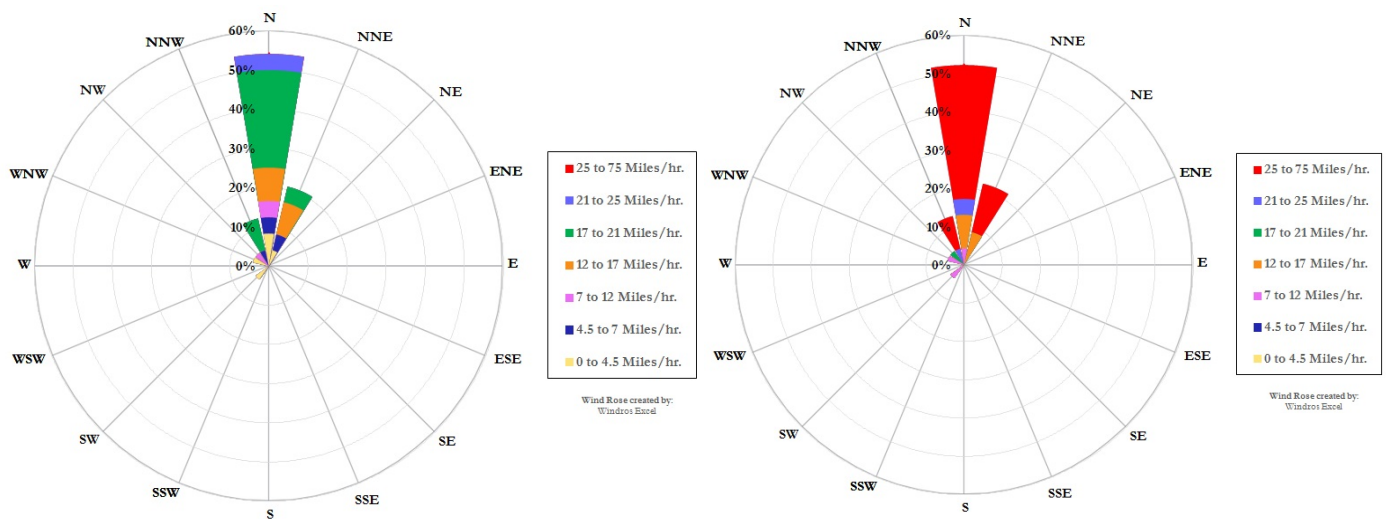 N
NNE
NE
ENE
E
ESE
SE
SSE
S
SSW
SW
WSW
W
WNW
NW
NNW
60%
50%
40%
30%
20%
10%
0%
25 to 75 Miles/hr.
21 to 25 Miles/hr.
17 to 21 Miles/hr.
12 to 17 Miles/hr.
7 to 12 Miles/hr.
4.5 to 7 Miles/hr.
0 to 4.5 Miles/hr.
Wind Rose created by:
Windros Excel
N
NNE
NE
ENE
E
ESE
SE
SSE
S
SSW
SW
WSW
W
WNW
NW
NNW
60%
50%
40%
30%
20%
10%
0%
25 to 75 Miles/hr.
21 to 25 Miles/hr.
17 to 21 Miles/hr.
12 to 17 Miles/hr.
7 to 12 Miles/hr.
4.5 to 7 Miles/hr.
0 to 4.5 Miles/hr.
Wind Rose created by:
Windros Excel